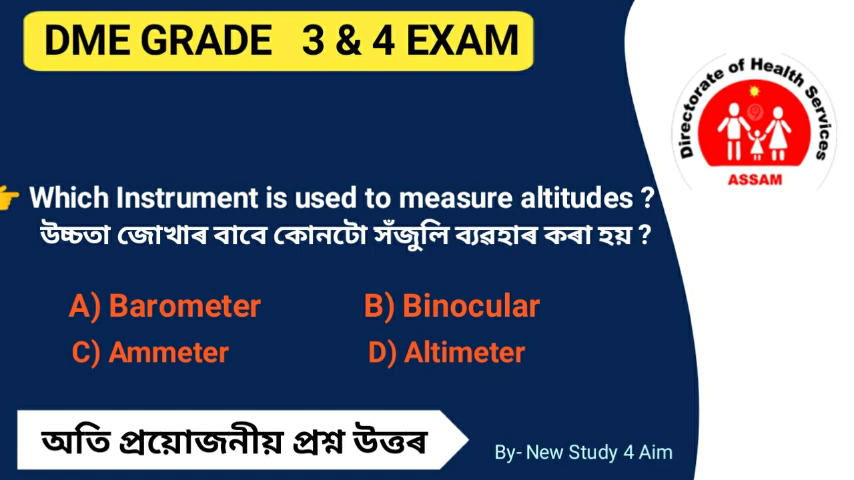 DME GRADE 3 & 4 EXAM
Directorate of Health Services
ASSAM
👉 Which Instrument is used to measure altitudes ?
উচ্চতা জোখাৰ বাবে কোনটো সঁজুলি ব্যৱহাৰ কৰা হয় ?
A) Barometer B) Binocular
C) Ammeter D) Altimeter
অতি প্ৰয়োজনীয় প্ৰশ্ন উত্তৰ
By- New Study 4 Aim